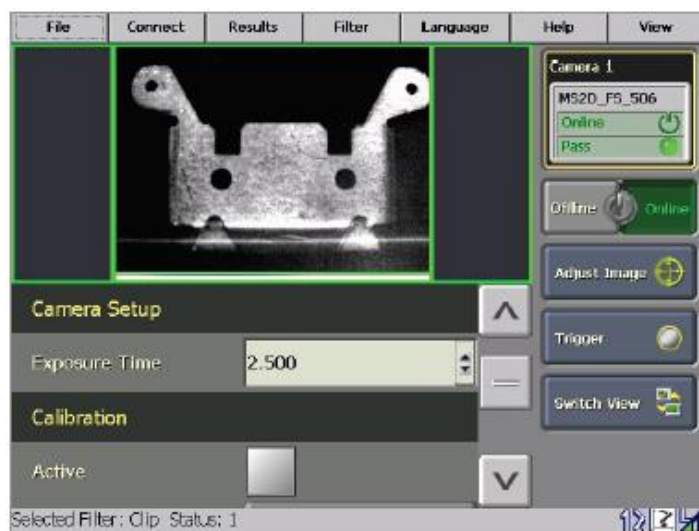 File Connect Results Filter Language Help View
Camera 1
MS2D_FS_506
Online
Pass
Offline Online
Adjust Image
Camera Setup
Trigger
Exposure Time 2.500
Switch View
Calibration
Active
Selected Filter: Clip Status: 1